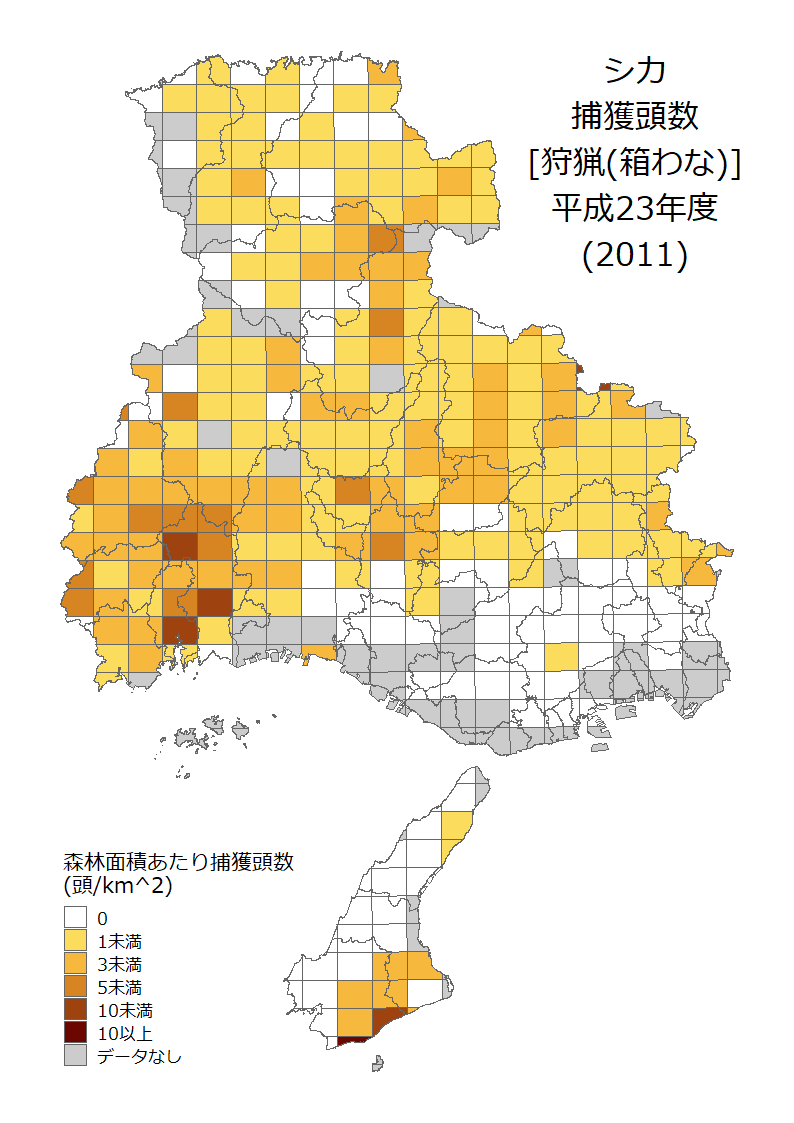 シカ
捕獲頭数
[狩猟(箱わな)]
平成23年度
(2011)
森林面積あたり捕獲頭数
(頭/km^2)
0
1未満
3未満
5未満
10未満
10以上
データなし